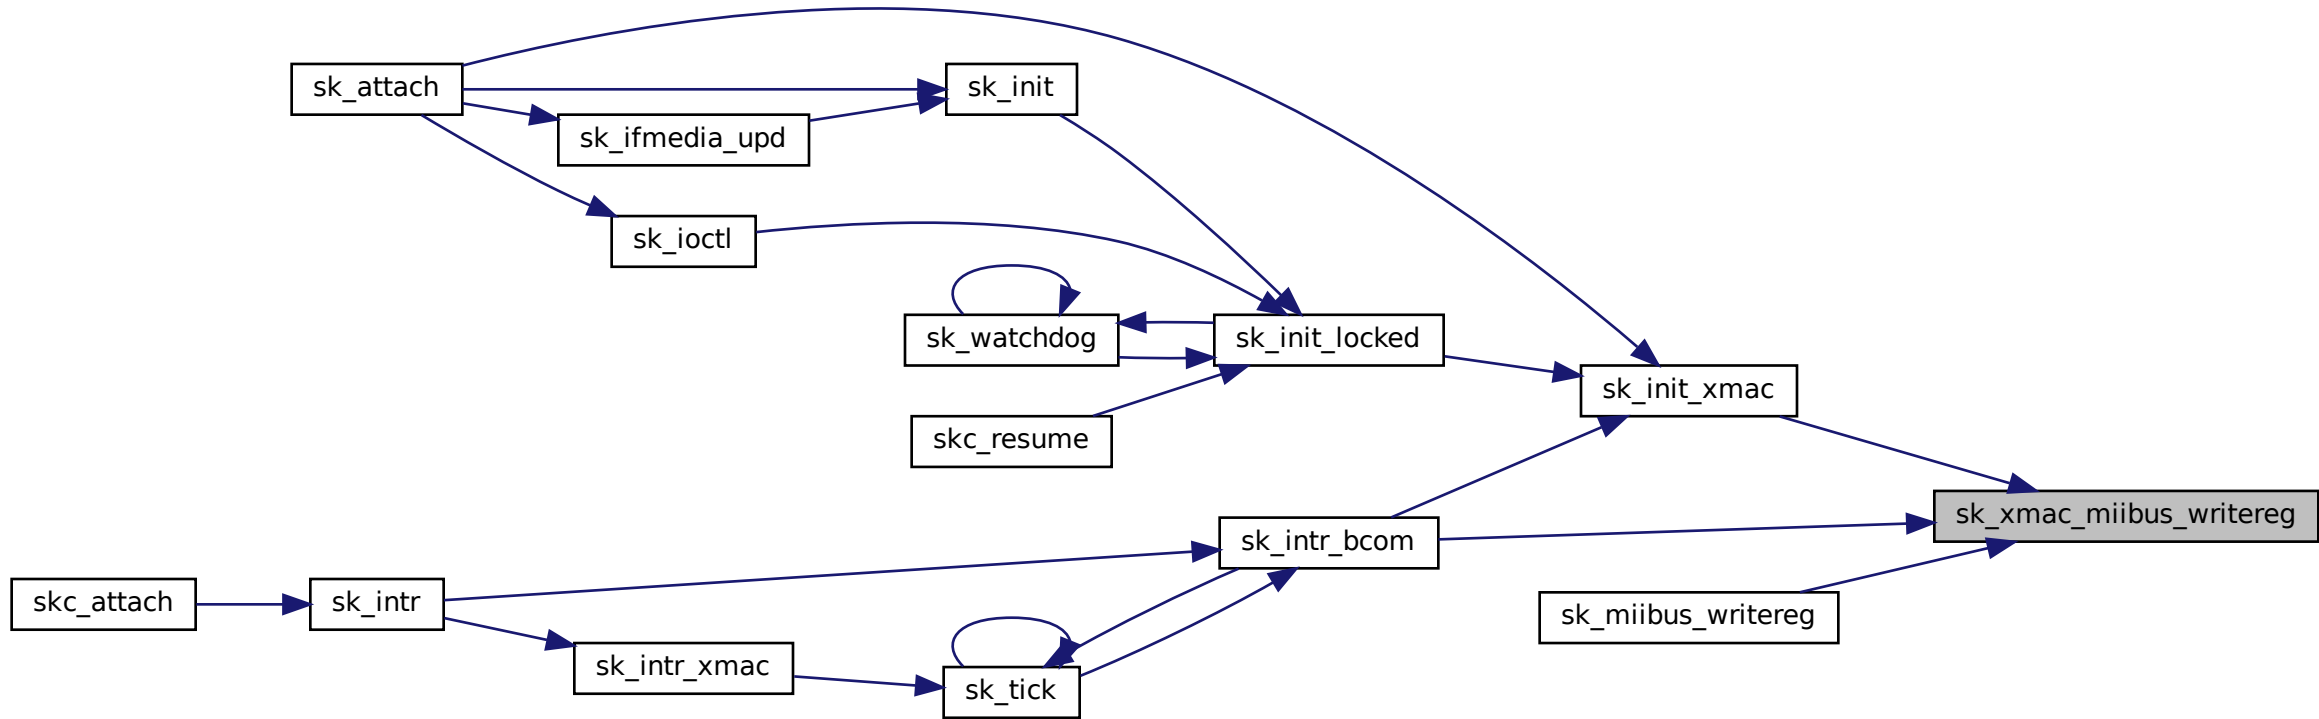 sk_attach
sk_init
sk_ifmedia_upd
sk_ioctl
sk_watchdog
sk_init_locked
sk_init_xmac
skc_resume
sk_xmac_miibus_writereg
sk_intr_bcom
skc_attach
sk_intr
sk_miibus_writereg
sk_intr_xmac
sk_tick